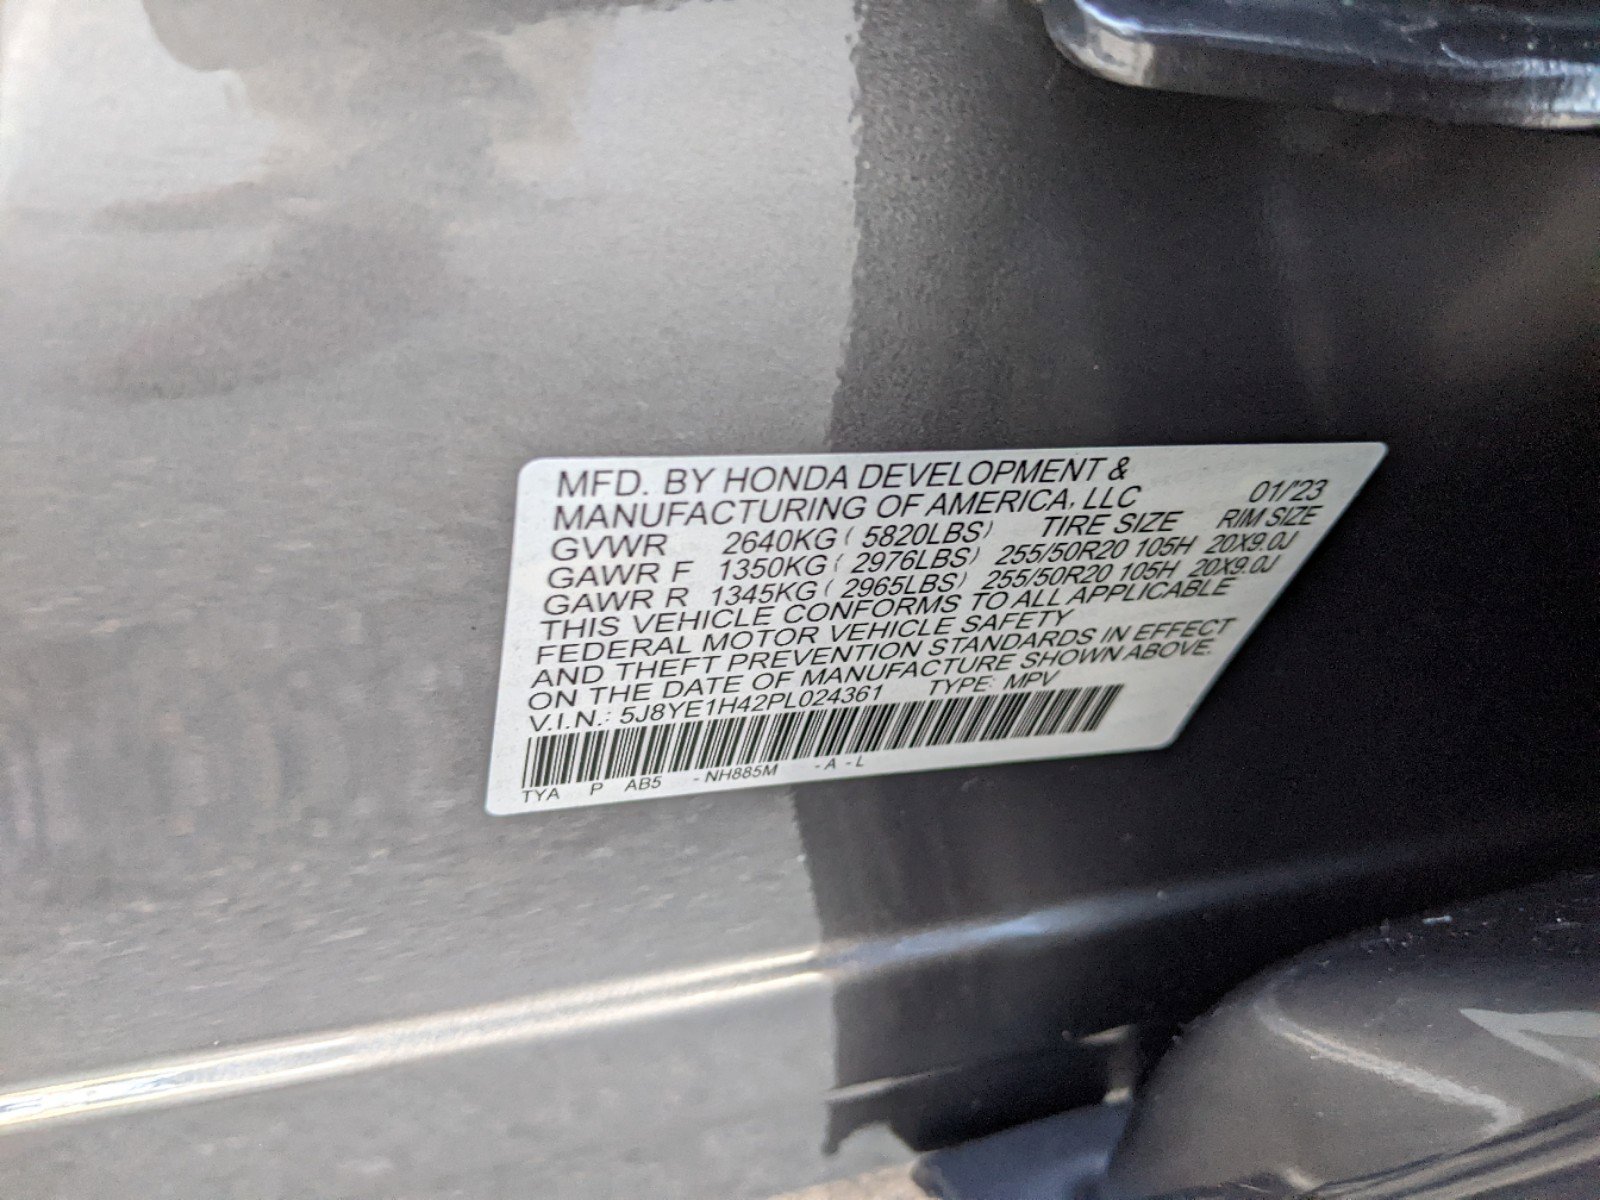 MFD. BY HONDA DEVELOPMENT &
MANUFACTURING OF AMERICA, LLC 01/'23
GVWR 2640KG ( 5820LBS) TIRE SIZE RIM SIZE
GAWR F 1350KG ( 2976LBS) 255/50R20 105H 20X9.0J
GAWR R 1345KG ( 2965LBS) 255/50R20 105H 20X9.0J
THIS VEHICLE CONFORMS TO ALL APPLICABLE
FEDERAL MOTOR VEHICLE SAFETY
AND THEFT PREVENTION STANDARDS IN EFFECT
ON THE DATE OF MANUFACTURE SHOWN ABOVE.
V.I.N.: 5J8YE1H42PL024361 TYPE: MPV
TYA P AB5 -NH885M -A -L